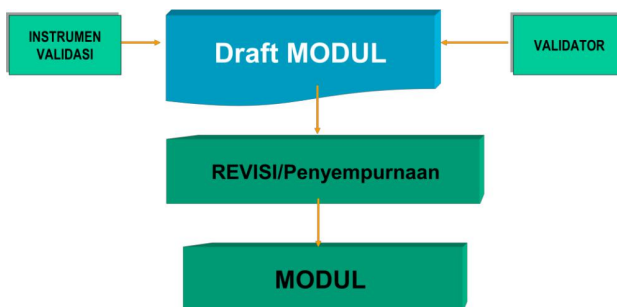 INSTRUMEN
VALIDASI
Draft MODUL
VALIDATOR
REVISI/Penyempurnaan
MODUL